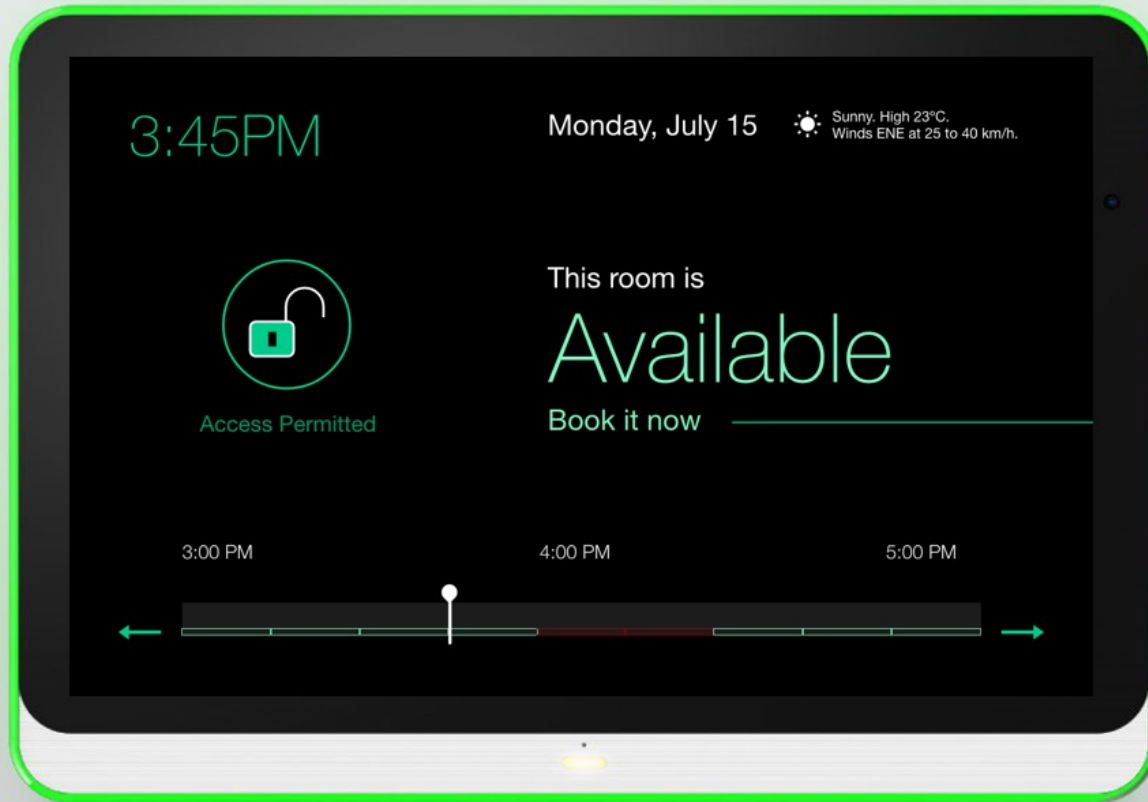 3:45PM
Monday, July 15
Sunny. High 23°C.
Winds ENE at 25 to 40 km/h.
This room is
Available
Book it now
Access Permitted
3:00 PM
4:00 PM
5:00 PM